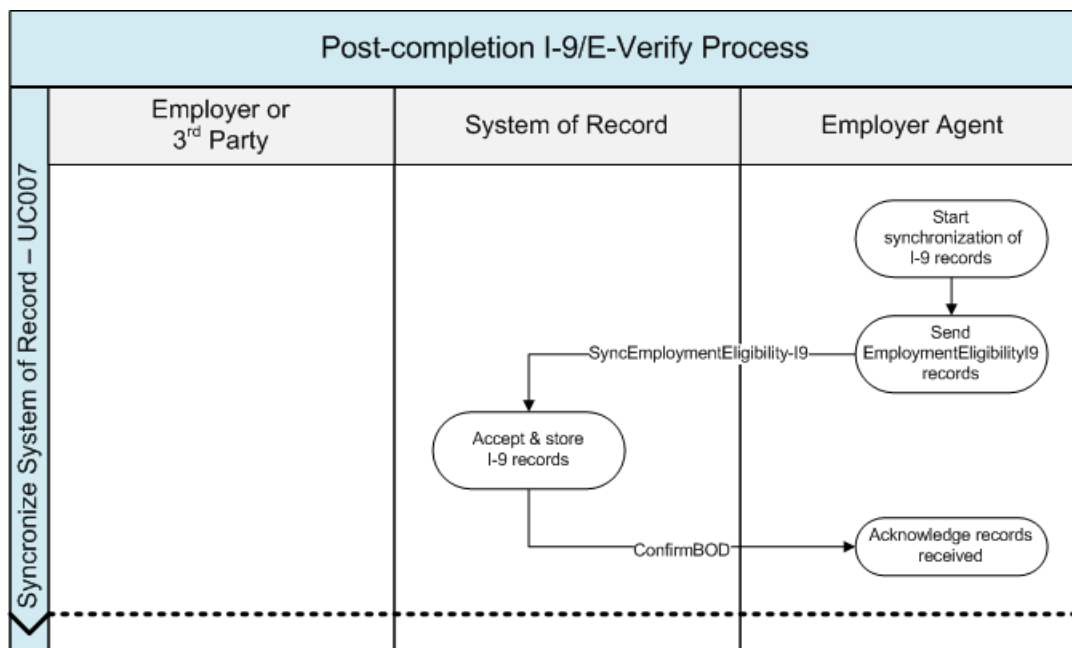 Post-completion I-9/E-Verify Process
Employer or
3rd Party
System of Record
Employer Agent
Syncronize System of Record – UC007
Start
synchronization of
I-9 records
Send
EmploymentEligibilityI9
records
SyncEmploymentEligibility-I9
Accept & store
I-9 records
ConfirmBOD
Acknowledge records
received